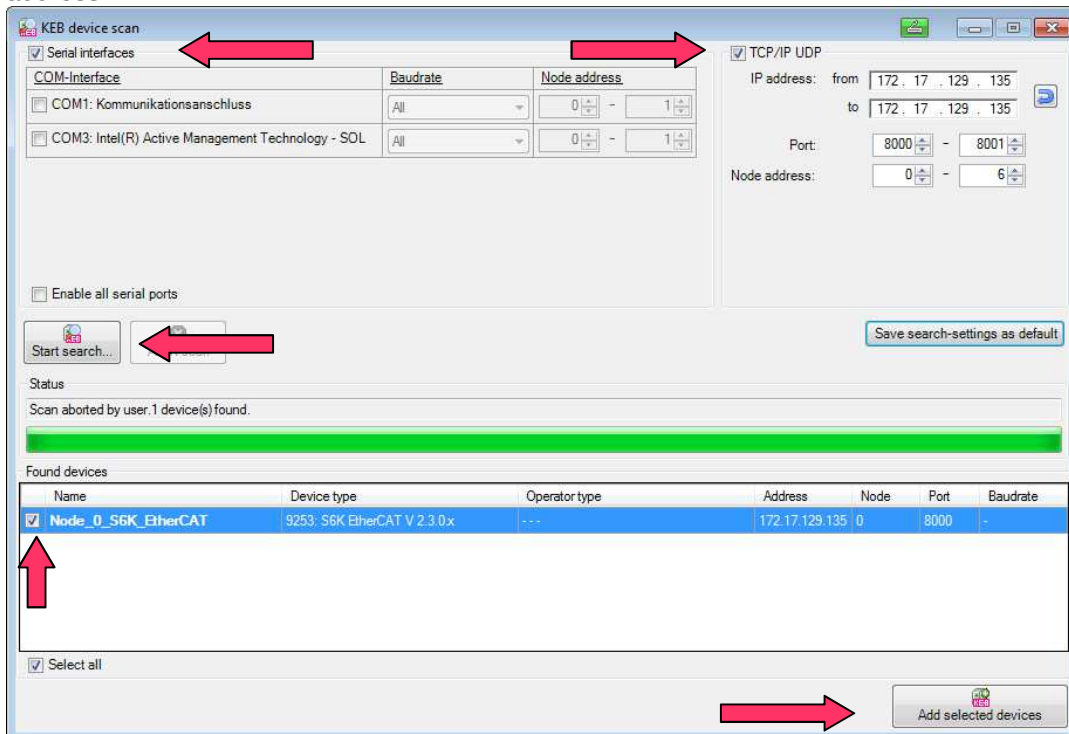 KEB device scan
Serial interfaces
COM-Interface Baudrate Node address
COM1: Kommunikationsanschluss All 0 - 1
COM3: Intel(R) Active Management Technology - SOL All 0 - 1
Enable all serial ports
TCP/IP UDP
IP address: from 172 . 17 . 129 . 135
to 172 . 17 . 129 . 135
Port: 8000 - 8001
Node address: 0 - 6
Start search...
Save search-settings as default
Status
Scan aborted by user.1 device(s) found.
Found devices
Name Device type Operator type Address Node Port Baudrate
Node_0_S6K_EtherCAT 9253: S6K EtherCAT V 2.3.0.x - - - 172.17.129.135 0 8000 -
Select all
Add selected devices